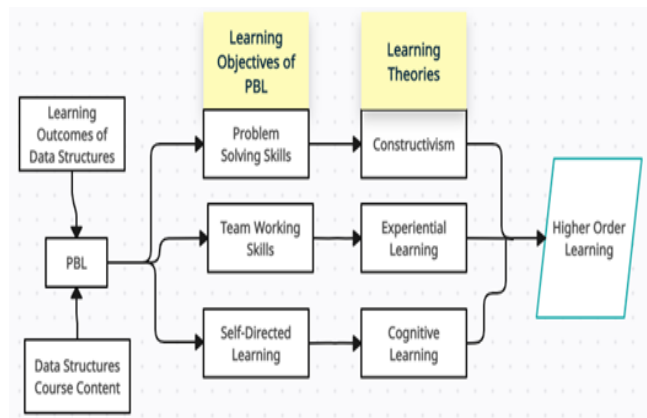 Learning
Objectives of
PBL
Learning
Theories
Learning
Outcomes of
Data Structures
Problem
Solving Skills
Constructivism
Team Working
Skills
Experiential
Learning
Higher Order
Learning
PBL
Self-Directed
Learning
Cognitive
Learning
Data Structures
Course Content